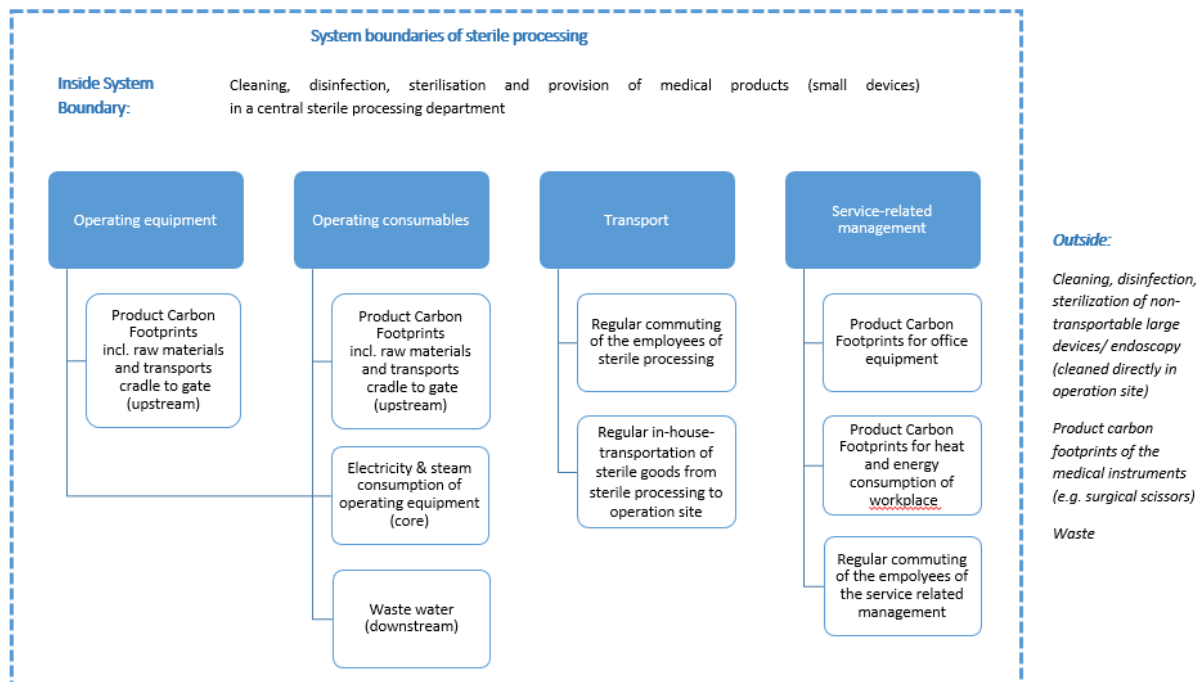 System boundaries of sterile processing
Inside System
Boundary:
Cleaning, disinfection, sterilisation and provision of medical products (small devices)
in a central sterile processing department
Operating equipment
Product Carbon
Footprints
incl. raw materials
and transports
cradle to gate
(upstream)
Operating consumables
Product Carbon
Footprints
incl. raw materials
and transports
cradle to gate
(upstream)
Electricity & steam
consumption of
operating equipment
(core)
Waste water
(downstream)
Transport
Regular commuting
of the employees of
sterile processing
Regular in-house-
transportation of
sterile goods from
sterile processing to
operation site
Service-related
management
Product Carbon
Footprints for office
equipment
Product Carbon
Footprints for heat
and energy
consumption of
workplace
Regular commuting
of the empolyees of
the service related
management
Outside:
Cleaning, disinfection,
sterilization of non-
transportable large
devices/ endoscopy
(cleaned directly in
operation site)
Product carbon
footprints of the
medical instruments
(e.g. surgical scissors)
Waste